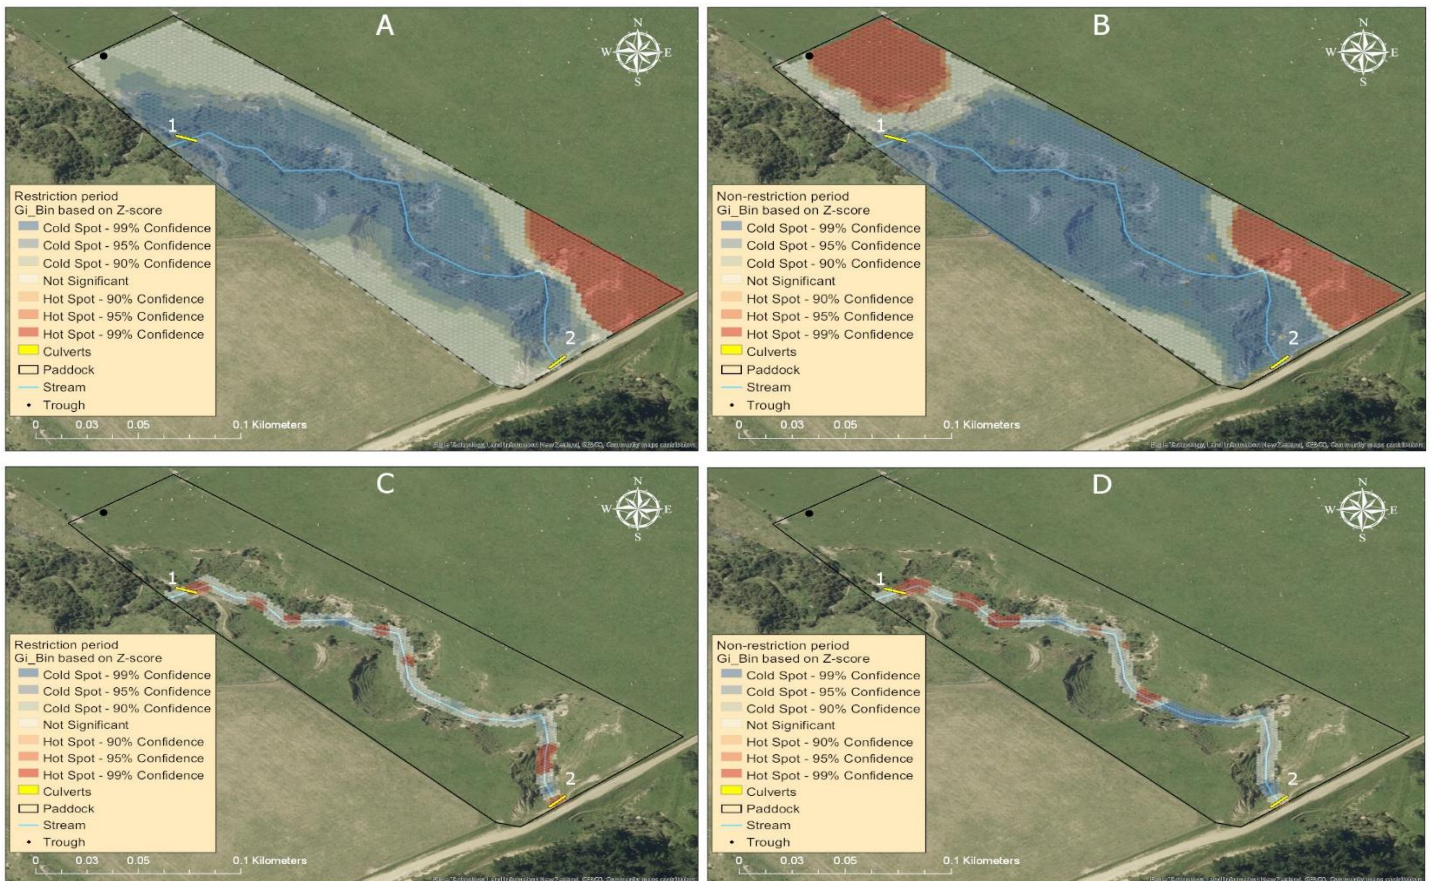 A
N
W E
S
1
2
Restriction period
Gi_Bin based on Z-score
Cold Spot - 99% Confidence
Cold Spot - 95% Confidence
Cold Spot - 90% Confidence
Not Significant
Hot Spot - 90% Confidence
Hot Spot - 95% Confidence
Hot Spot - 99% Confidence
Culverts
Paddock
Stream
Trough
0 0.03 0.05 0.1 Kilometers
B
N
W E
S
1
2
Non-restriction period
Gi_Bin based on Z-score
Cold Spot - 99% Confidence
Cold Spot - 95% Confidence
Cold Spot - 90% Confidence
Not Significant
Hot Spot - 90% Confidence
Hot Spot - 95% Confidence
Hot Spot - 99% Confidence
Culverts
Paddock
Stream
Trough
0 0.03 0.05 0.1 Kilometers
C
N
W E
S
1
2
Restriction period
Gi_Bin based on Z-score
Cold Spot - 99% Confidence
Cold Spot - 95% Confidence
Cold Spot - 90% Confidence
Not Significant
Hot Spot - 90% Confidence
Hot Spot - 95% Confidence
Hot Spot - 99% Confidence
Culverts
Paddock
Stream
Trough
0 0.03 0.05 0.1 Kilometers
D
N
W E
S
1
2
Non-restriction period
Gi_Bin based on Z-score
Cold Spot - 99% Confidence
Cold Spot - 95% Confidence
Cold Spot - 90% Confidence
Not Significant
Hot Spot - 90% Confidence
Hot Spot - 95% Confidence
Hot Spot - 99% Confidence
Culverts
Paddock
Stream
Trough
0 0.03 0.05 0.1 Kilometers